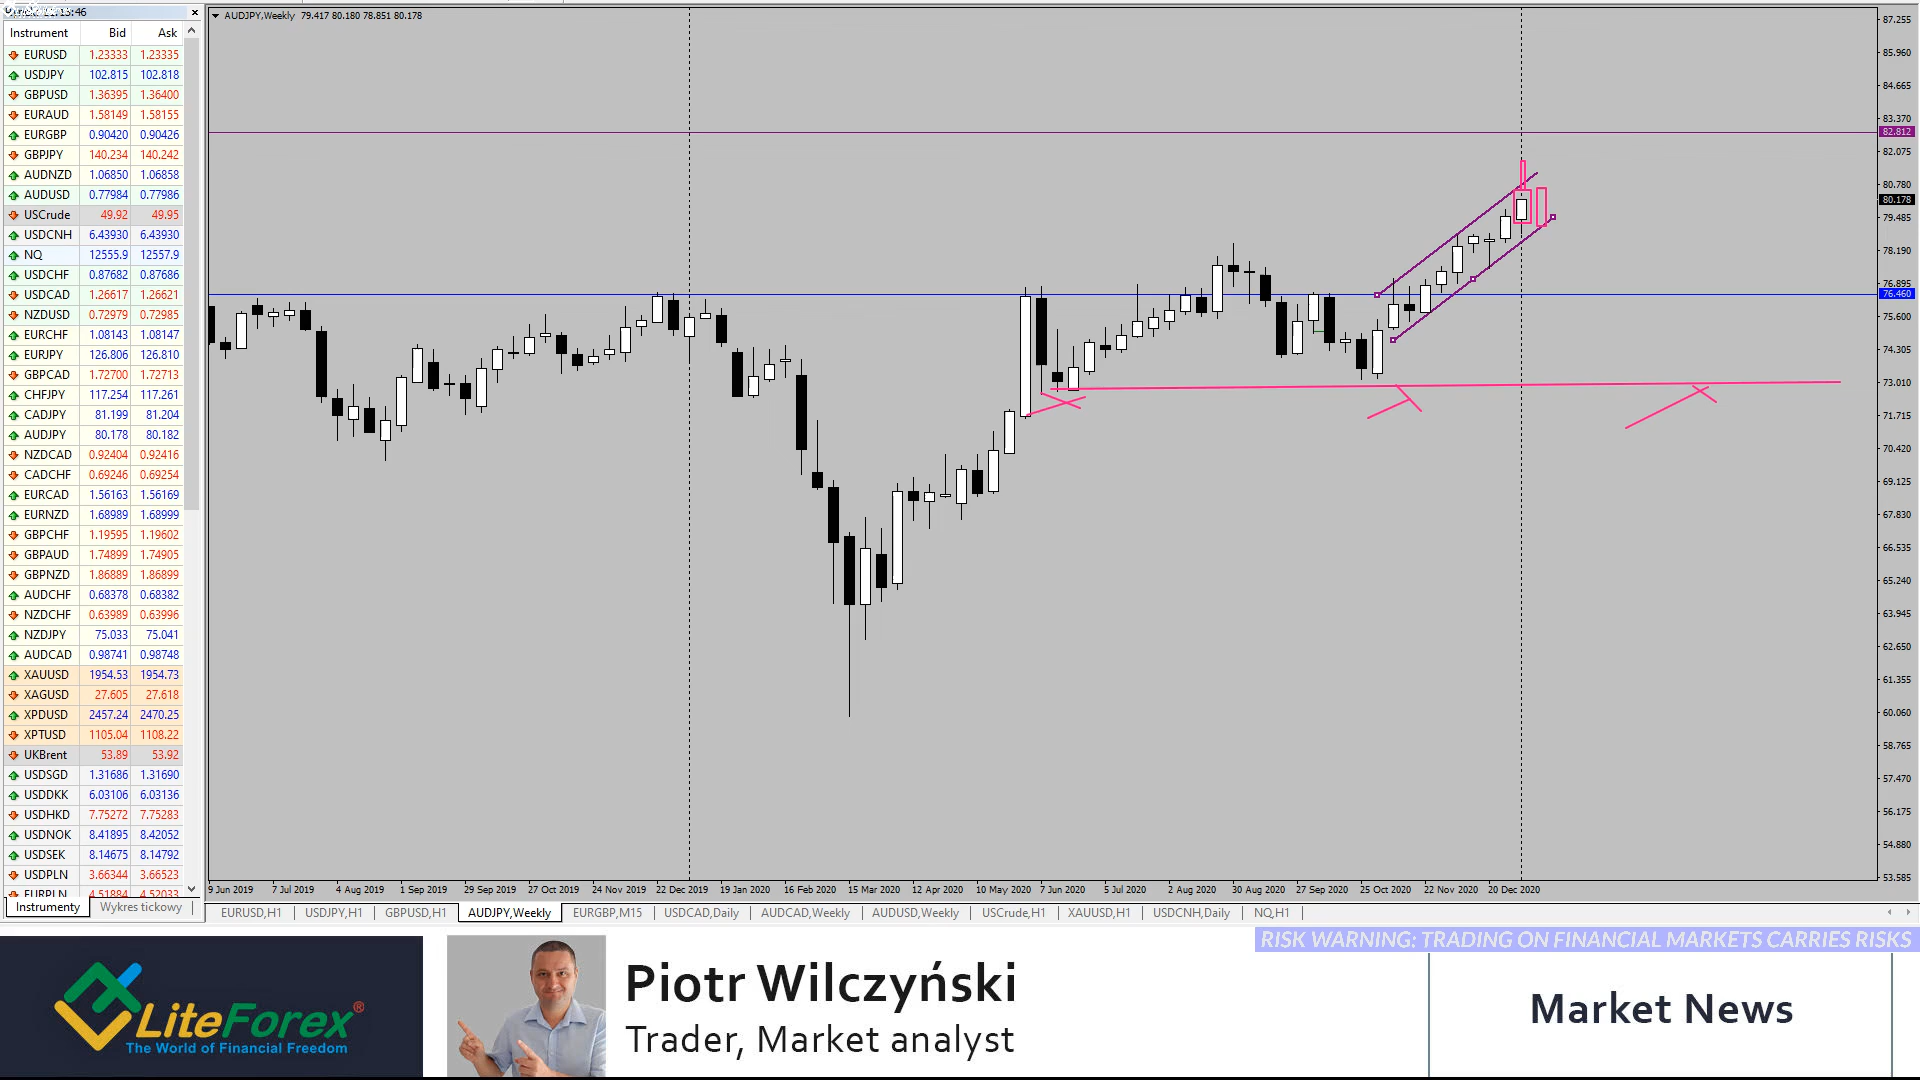 Instrument Bid Ask
EURUSD 1.23333 1.23335
USDJPY 102.815 102.818
GBPUSD 1.36395 1.36400
EURAUD 1.58149 1.58155
EURGBP 0.90420 0.90426
GBPJPY 140.234 140.242
AUDNZD 1.06850 1.06858
AUDUSD 0.77984 0.77986
USCrude 49.92 49.95
USDCNH 6.43930 6.43930
NQ 12555.9 12557.9
USDCHF 0.87682 0.87686
USDCAD 1.26617 1.26621
NZDUSD 0.72979 0.72985
EURCHF 1.08143 1.08147
EURJPY 126.806 126.810
GBPCAD 1.72700 1.72713
CHFJPY 117.254 117.261
CADJPY 81.199 81.204
AUDJPY 80.178 80.182
NZDCAD 0.92404 0.92416
CADCHF 0.69246 0.69254
EURCAD 1.56163 1.56169
EURNZD 1.68989 1.68999
GBPCHF 1.19595 1.19602
GBPAUD 1.74899 1.74905
GBPNZD 1.86889 1.86899
AUDCHF 0.68378 0.68382
NZDCHF 0.63989 0.63996
NZDJPY 75.033 75.041
AUDCAD 0.98741 0.98748
XAUUSD 1954.53 1954.73
XAGUSD 27.605 27.618
XPDUSD 2457.24 2470.25
XPTUSD 1105.04 1108.22
UKBrent 53.89 53.92
USDSGD 1.31686 1.31690
USDDKK 6.03106 6.03136
USDHKD 7.75272 7.75283
USDNOK 8.41895 8.42052
USDSEK 8.14675 8.14792
USDPLN 3.66344 3.66523
EURPLN 4.51884 4.52033
Instrumenty Wykres tickowy
AUDJPY,Weekly 79.417 80.180 78.851 80.178
87.255
85.960
84.665
83.370
82.812
82.075
80.780
80.178
79.485
78.190
76.895
76.460
75.600
74.305
73.010
71.715
70.420
69.125
67.830
66.535
65.240
63.945
62.650
61.355
60.060
58.765
57.470
56.175
54.880
53.585
9 Jun 2019 7 Jul 2019 4 Aug 2019 1 Sep 2019 29 Sep 2019 27 Oct 2019 24 Nov 2019 22 Dec 2019 19 Jan 2020 16 Feb 2020 15 Mar 2020 12 Apr 2020 10 May 2020 7 Jun 2020 5 Jul 2020 2 Aug 2020 30 Aug 2020 27 Sep 2020 25 Oct 2020 22 Nov 2020 20 Dec 2020
EURUSD,H1 USDJPY,H1 GBPUSD,H1 AUDJPY,Weekly EURGBP,M15 USDCAD,Daily AUDCAD,Weekly AUDUSD,Weekly USCrude,H1 XAUUSD,H1 USDCNH,Daily NQ,H1
RISK WARNING: TRADING ON FINANCIAL MARKETS CARRIES RISKS
LiteForex®
The World of Financial Freedom
Piotr Wilczyński
Trader, Market analyst
Market News